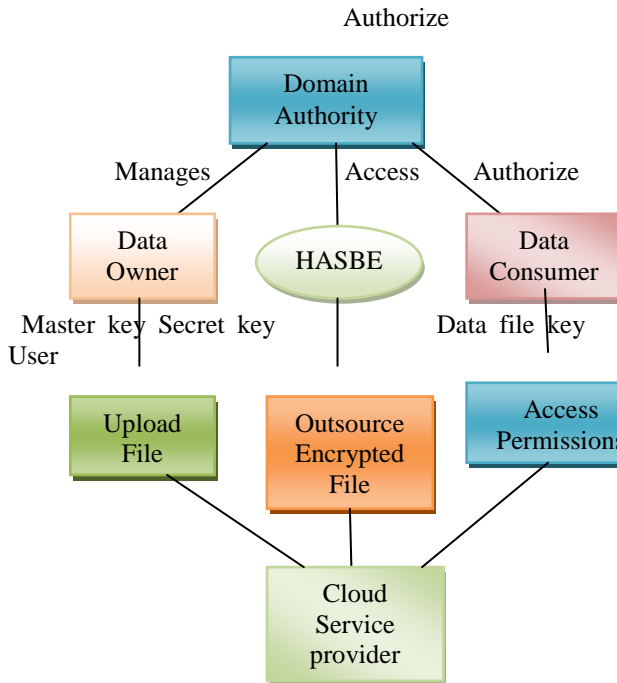 Authorize
Domain
Authority
Manages
Access
Authorize
Data
Owner
HASBE
Data
Consumer
Master key Secret key
User
Data file key
Upload
File
Outsource
Encrypted
File
Access
Permissions
Cloud
Service
provider